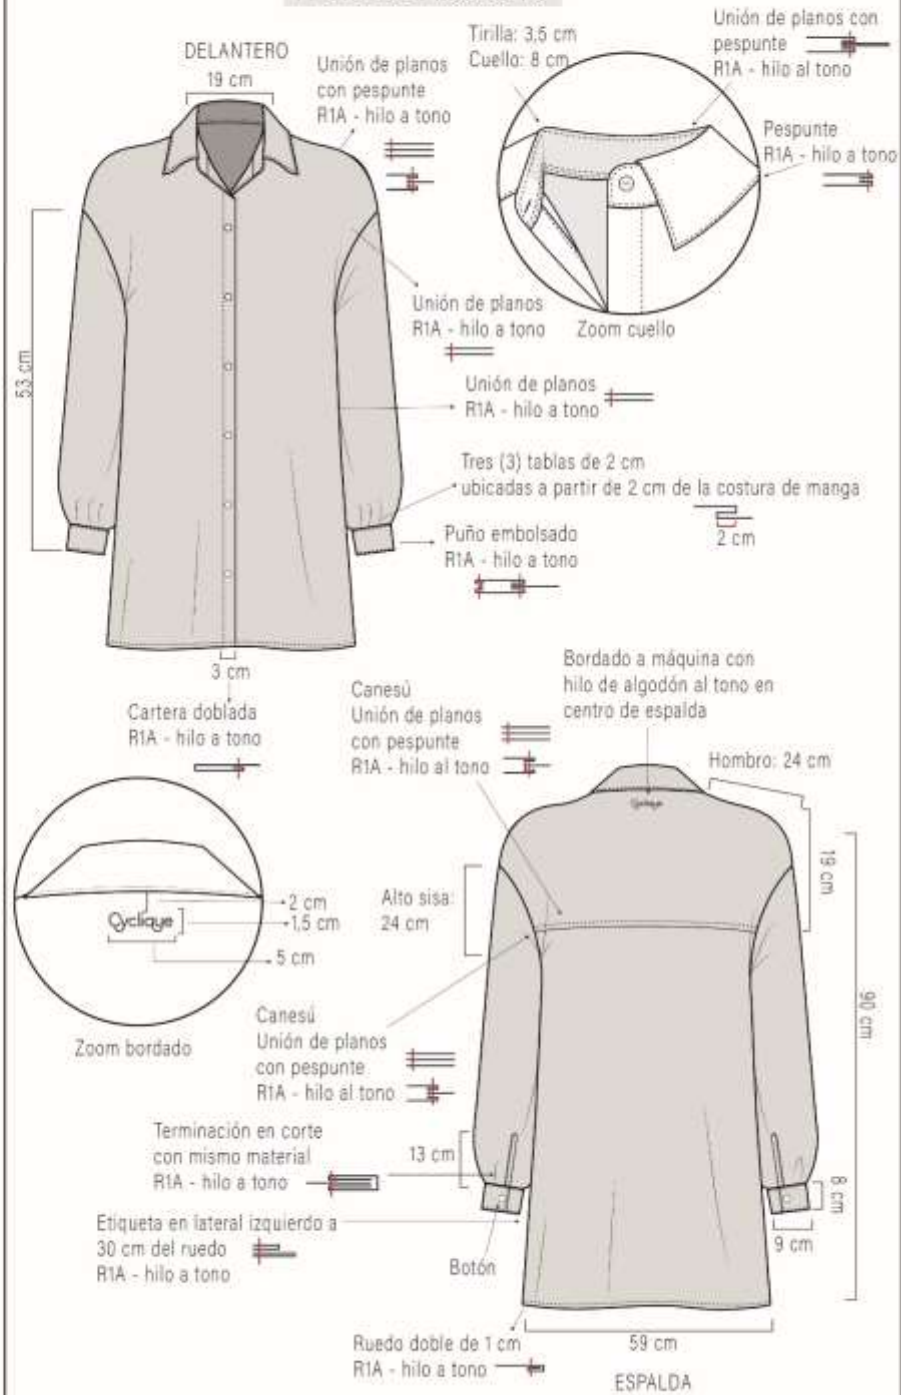 DELANTERO
19 cm
Unión de planos
con pespunte
R1A - hilo a tono
Tirilla: 3,5 cm
Cuello: 8 cm
Unión de planos con
pespunte
R1A - hilo al tono
Pespunte
R1A - hilo a tono
Zoom cuello
53 cm
Unión de planos
R1A - hilo a tono
Unión de planos
R1A - hilo a tono
Tres (3) tablas de 2 cm
ubicadas a partir de 2 cm de la costura de manga
2 cm
Puño embolsado
R1A - hilo a tono
3 cm
Cartera doblada
R1A - hilo a tono
Canesú
Unión de planos
con pespunte
R1A - hilo al tono
Bordado a máquina con
hilo de algodón al tono en
centro de espalda
Hombro: 24 cm
Cyclique
19 cm
Alto sisa:
24 cm
Cyclique
2 cm
1,5 cm
5 cm
Zoom bordado
90 cm
Canesú
Unión de planos
con pespunte
R1A - hilo al tono
Terminación en corte
con mismo material
R1A - hilo a tono
13 cm
8 cm
9 cm
Etiqueta en lateral izquierdo a
30 cm del ruedo
R1A - hilo a tono
Botón
Ruedo doble de 1 cm
R1A - hilo a tono
59 cm
ESPALDA